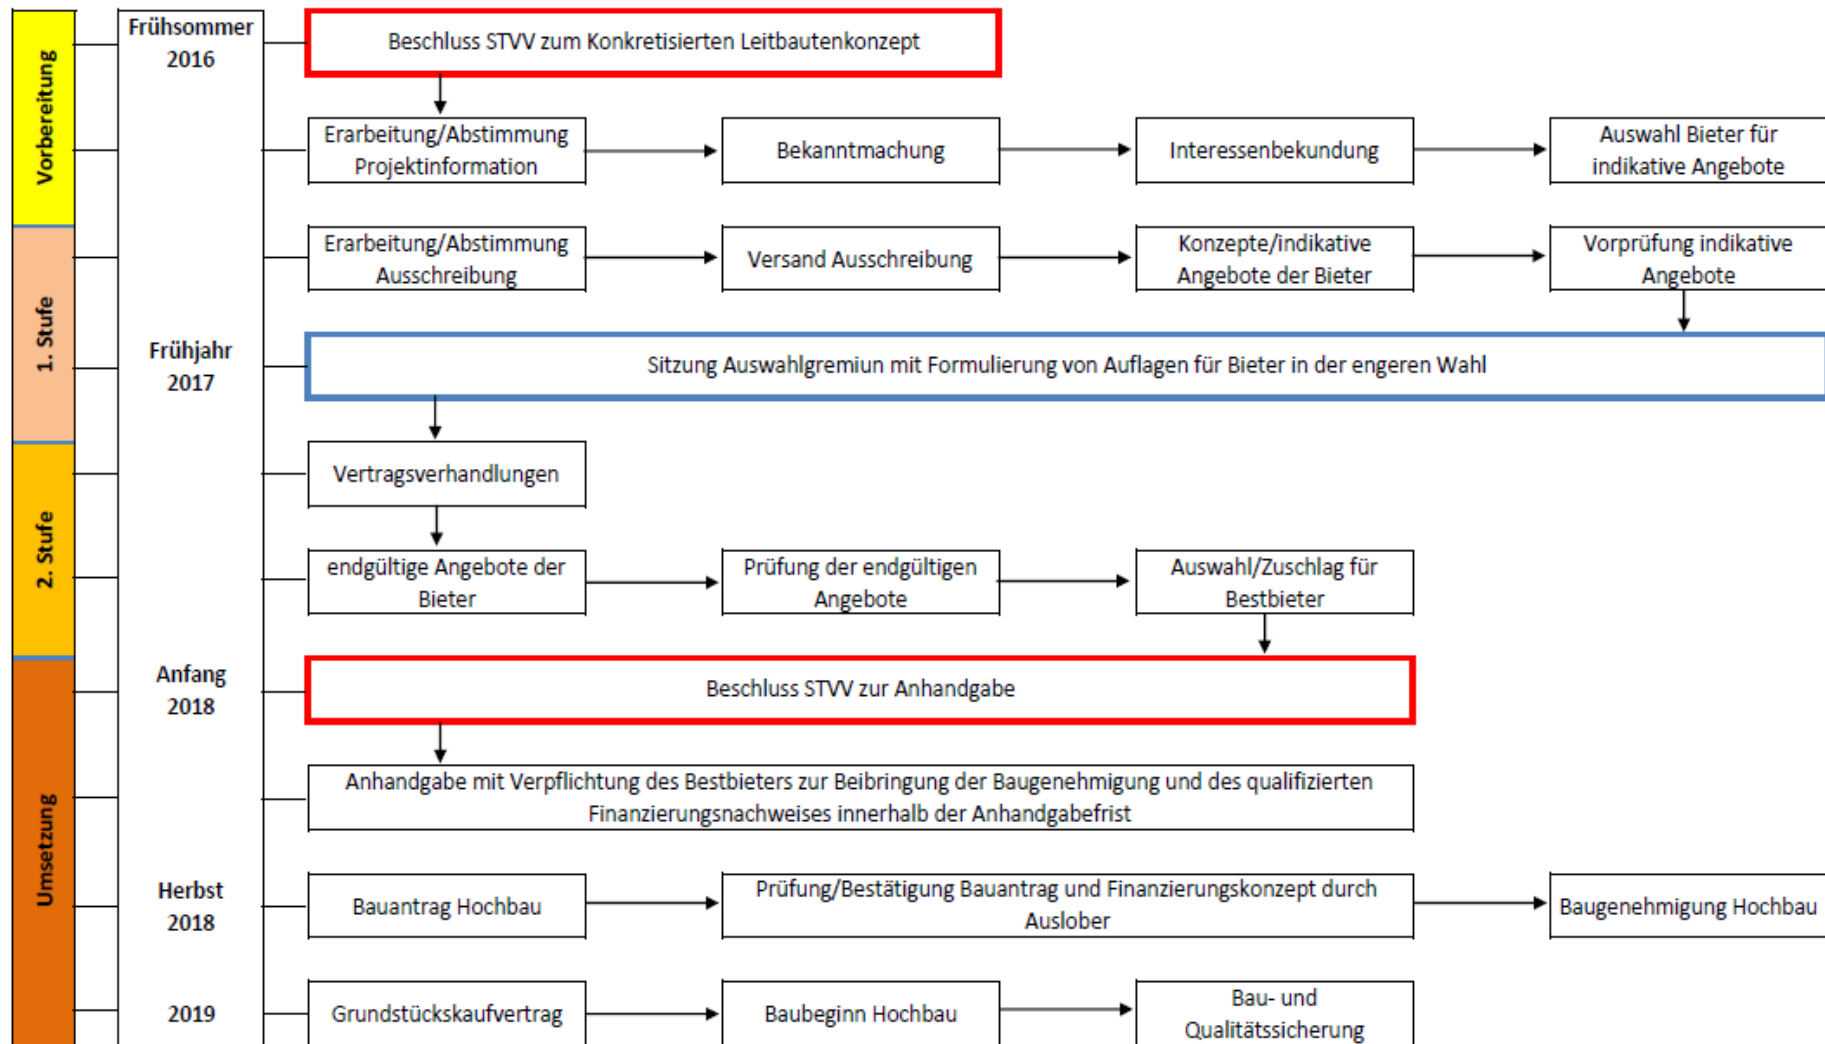 Vorbereitung
Frühsommer
2016
Beschluss STVV zum Konkretisierten Leitbautenkonzept
Erarbeitung/Abstimmung
Projektinformation
Bekanntmachung
Interessenbekundung
Auswahl Bieter für
indikative Angebote
1. Stufe
Erarbeitung/Abstimmung
Ausschreibung
Versand Ausschreibung
Konzepte/indikative
Angebote der Bieter
Vorprüfung indikative
Angebote
Frühjahr
2017
Sitzung Auswahlgremiun mit Formulierung von Auflagen für Bieter in der engeren Wahl
2. Stufe
Vertragsverhandlungen
endgültige Angebote der
Bieter
Prüfung der endgültigen
Angebote
Auswahl/Zuschlag für
Bestbieter
Umsetzung
Anfang
2018
Beschluss STVV zur Anhandgabe
Anhandgabe mit Verpflichtung des Bestbieters zur Beibringung der Baugenehmigung und des qualifizierten
Finanzierungsnachweises innerhalb der Anhandgabefrist
Herbst
2018
Bauantrag Hochbau
Prüfung/Bestätigung Bauantrag und Finanzierungskonzept durch
Auslober
Baugenehmigung Hochbau
2019
Grundstückskaufvertrag
Baubeginn Hochbau
Bau- und
Qualitätssicherung